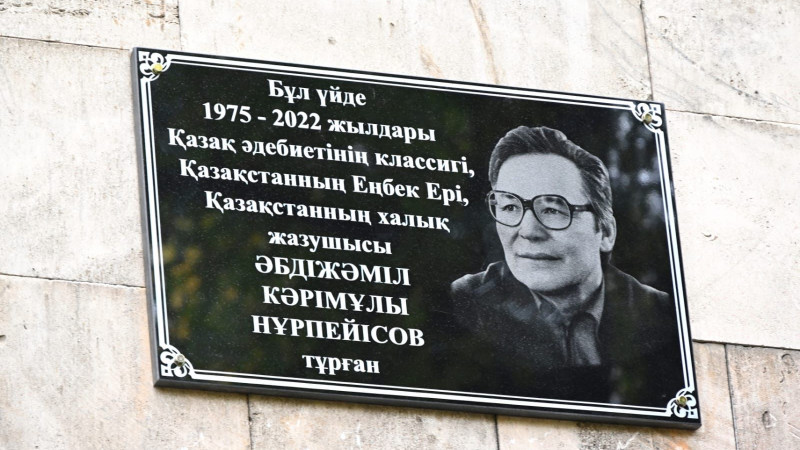 Бұл үйде
1975 - 2022 жылдары
Қазақ әдебиетінің классигі,
Қазақстанның Еңбек Ері,
Қазақстанның халық
жазушысы
ӘБДІЖӘМІЛ
КӘРІМҰЛЫ
НҰРПЕЙІСОВ
тұрған